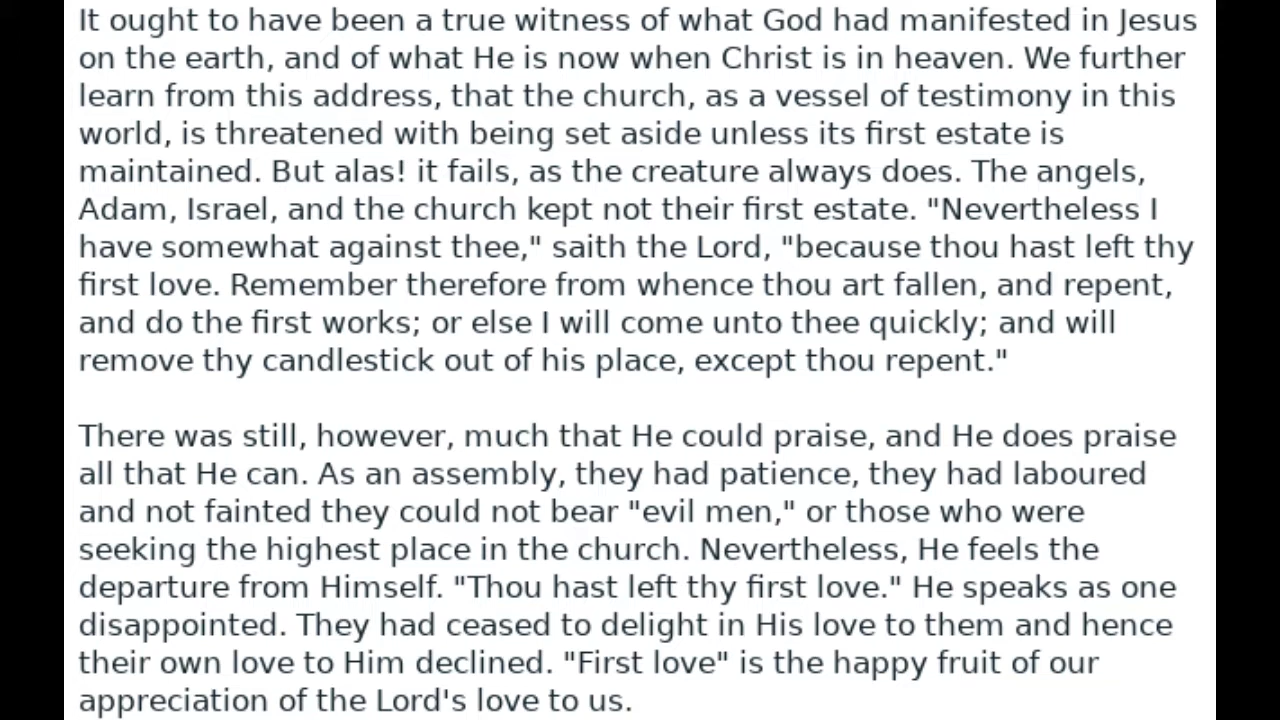 It ought to have been a true witness of what God had manifested in Jesus
on the earth, and of what He is now when Christ is in heaven. We further
learn from this address, that the church, as a vessel of testimony in this
world, is threatened with being set aside unless its first estate is
maintained. But alas! it fails, as the creature always does. The angels,
Adam, Israel, and the church kept not their first estate. "Nevertheless I
have somewhat against thee," saith the Lord, "because thou hast left thy
first love. Remember therefore from whence thou art fallen, and repent,
and do the first works; or else I will come unto thee quickly; and will
remove thy candlestick out of his place, except thou repent."

There was still, however, much that He could praise, and He does praise
all that He can. As an assembly, they had patience, they had laboured
and not fainted they could not bear "evil men," or those who were
seeking the highest place in the church. Nevertheless, He feels the
departure from Himself. "Thou hast left thy first love." He speaks as one
disappointed. They had ceased to delight in His love to them and hence
their own love to Him declined. "First love" is the happy fruit of our
appreciation of the Lord's love to us.